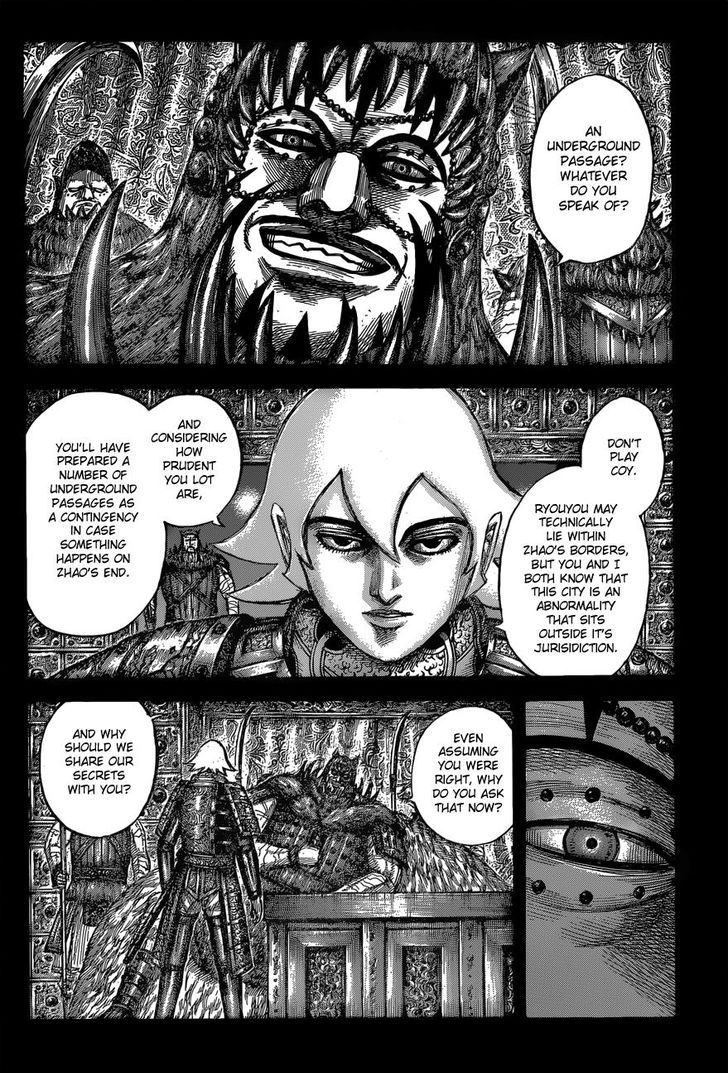 AN
UNDERGROUND
PASSAGE?
WHATEVER
DO YOU
SPEAK OF?
DON'T
PLAY
COY.
RYOUYOU MAY
TECHNICALLY
LIE WITHIN
ZHAO'S BORDERS,
BUT YOU AND I
BOTH KNOW THAT
THIS CITY IS AN
ABNORMALITY
THAT SITS
OUTSIDE IT'S
JURISIDICTION.
AND
CONSIDERING
HOW
PRUDENT
YOU LOT
ARE,
YOU'LL HAVE
PREPARED A
NUMBER OF
UNDERGROUND
PASSAGES AS
A CONTINGENCY
IN CASE
SOMETHING
HAPPENS ON
ZHAO'S END.
EVEN
ASSUMING
YOU WERE
RIGHT, WHY
DO YOU ASK
THAT NOW?
AND WHY
SHOULD WE
SHARE OUR
SECRETS
WITH YOU?